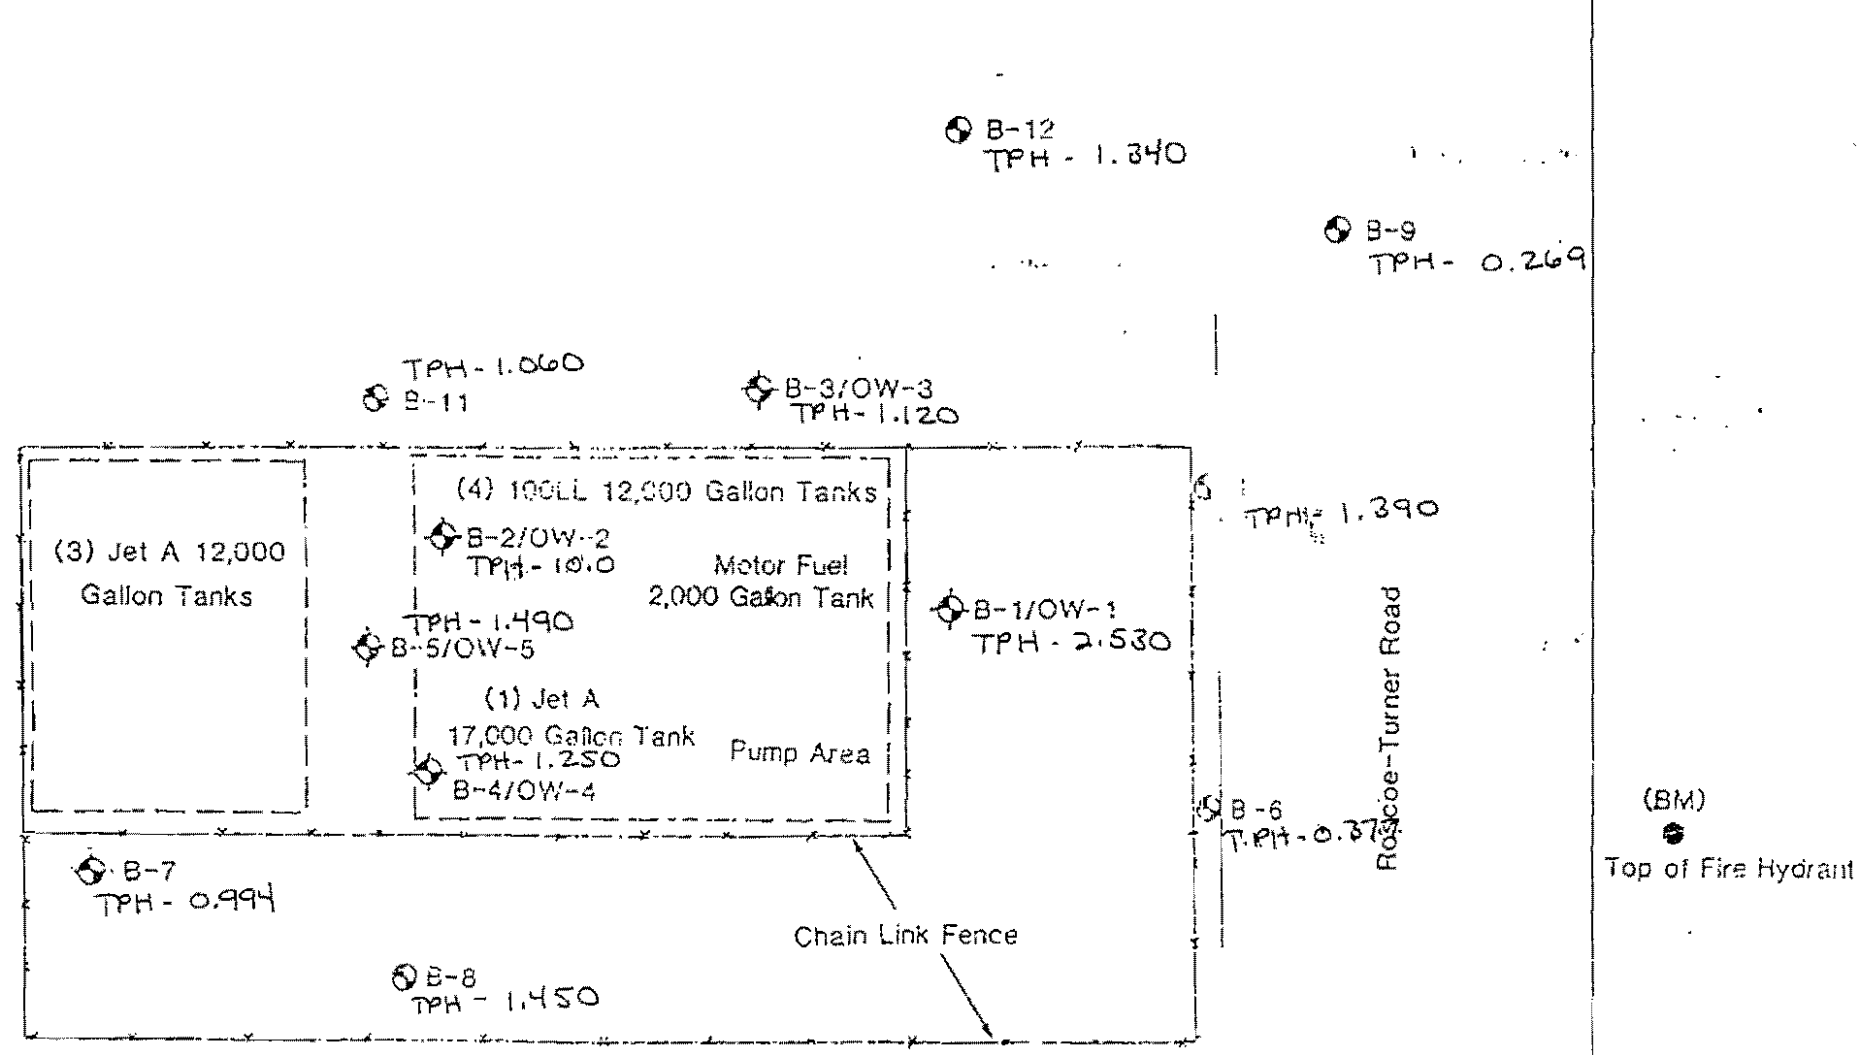 B-12
TPH - 1.340
B-9
TPH - 0.269
TPH - 1.060
B-11
B-3/OW-3
TPH - 1.120
(4) 100LL 12,000 Gallon Tanks
TPH - 1.390
B-2/OW-2
TPH - 10.0
(3) Jet A 12,000
Gallon Tanks
Motor Fuel
2,000 Gallon Tank
B-1/OW-1
TPH - 2.530
TPH - 1.490
B-5/OW-5
(1) Jet A
17,000 Gallon Tank
TPH - 1.250
B-4/OW-4
Pump Area
Roscoe-Turner Road
B-6
TPH -
(BM)
Top of Fire Hydrant
B-7
TPH - 0.994
Chain Link Fence
B-8
TPH - 1.450